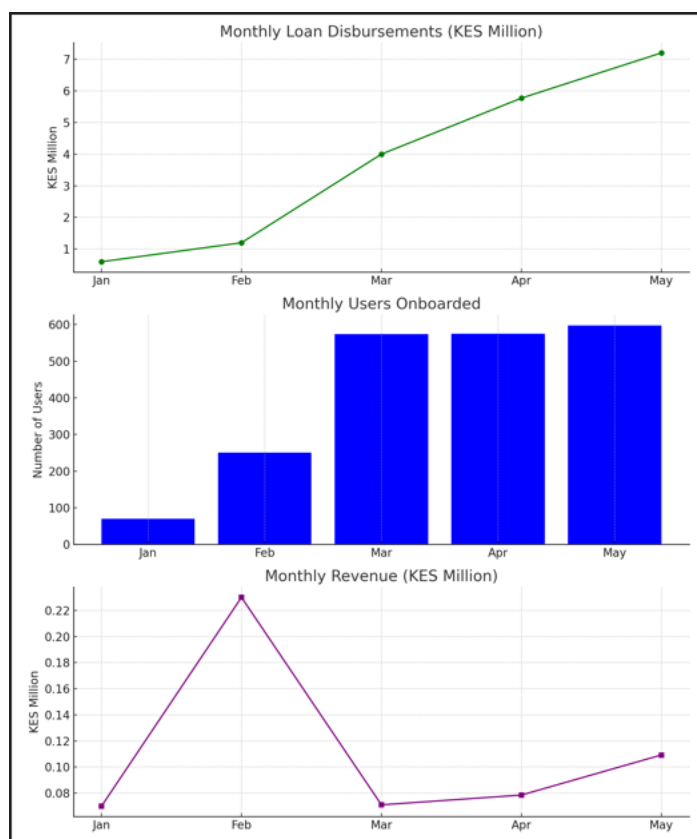 Monthly Loan Disbursements (KES Million)
7
6
5
4
3
2
1
KES Million
Jan Feb Mar Apr May
Monthly Users Onboarded
600
500
400
300
200
100
0
Number of Users
Jan Feb Mar Apr May
Monthly Revenue (KES Million)
0.22
0.20
0.18
0.16
0.14
0.12
0.10
0.08
KES Million
Jan Feb Mar Apr May